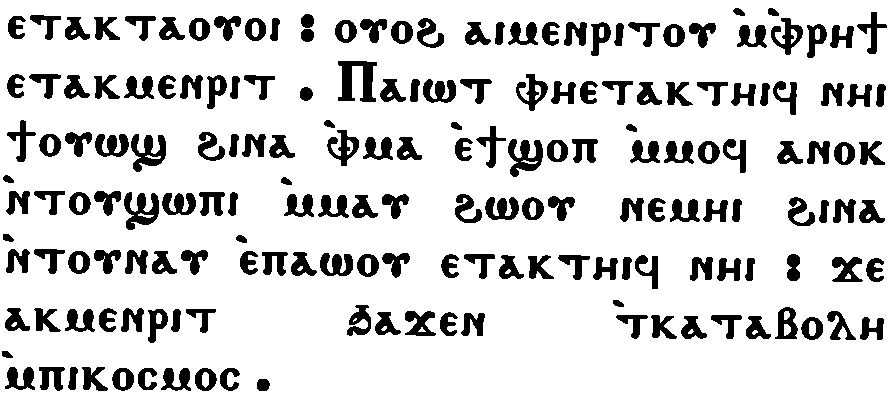 ⲉⲧⲁⲕⲧⲁⲟⲩⲟⲓ : ⲟⲩⲟϩ ⲁⲓⲙⲉⲛⲣⲓⲧⲟⲩ ⲙ̀ⲫ̀ⲣⲏϯ
ⲉⲧⲁⲕⲙⲉⲛⲣⲓⲧ . Ⲡⲁⲓⲱⲧ ⲫⲏⲉⲧⲁⲕⲧⲏⲓϥ ⲛⲏⲓ
ϯⲟⲩⲱϣ ϩⲓⲛⲁ ⲫ̀ⲙⲁ ⲉ̀ϯϣⲟⲡ ⲙ̀ⲙⲟϥ ⲁⲛⲟⲕ
ⲛ̀ⲧⲟⲩϣⲱⲡⲓ ⲙ̀ⲙⲁⲩ ϩⲱⲟⲩ ⲛⲉⲙⲏⲓ ϩⲓⲛⲁ
ⲛ̀ⲧⲟⲩⲛⲁⲩ ⲉ̀ⲡⲁⲱⲟⲩ ⲉⲧⲁⲕⲧⲏⲓϥ ⲛⲏⲓ : ϫⲉ
ⲁⲕⲙⲉⲛⲣⲓⲧ ϧⲁϫⲉⲛ ⲧ̀ⲕⲁⲧⲁⲃⲟⲗⲏ
ⲙ̀ⲡⲓⲕⲟⲥⲙⲟⲥ .